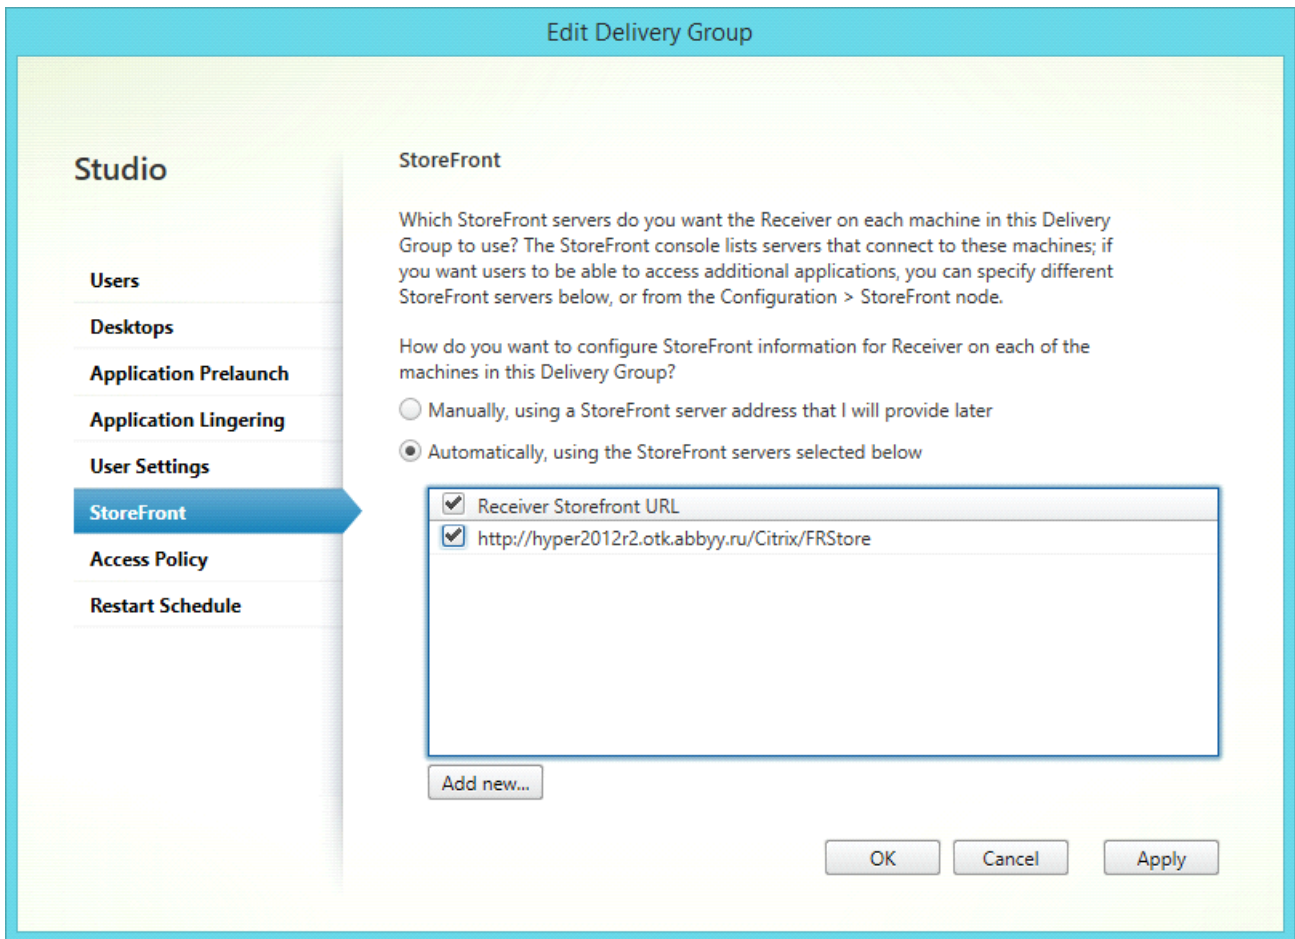 Edit Delivery Group
Studio
Users
Desktops
Application Prelaunch
Application Lingering
User Settings
StoreFront
Access Policy
Restart Schedule
StoreFront
Which StoreFront servers do you want the Receiver on each machine in this Delivery
Group to use? The StoreFront console lists servers that connect to these machines; if
you want users to be able to access additional applications, you can specify different
StoreFront servers below, or from the Configuration > StoreFront node.
How do you want to configure StoreFront information for Receiver on each of the
machines in this Delivery Group?
Manually, using a StoreFront server address that I will provide later
Automatically, using the StoreFront servers selected below
Receiver Storefront URL
http://hyper2012r2.otk.abbyy.ru/Citrix/FRStore
Add new...
OK
Cancel
Apply